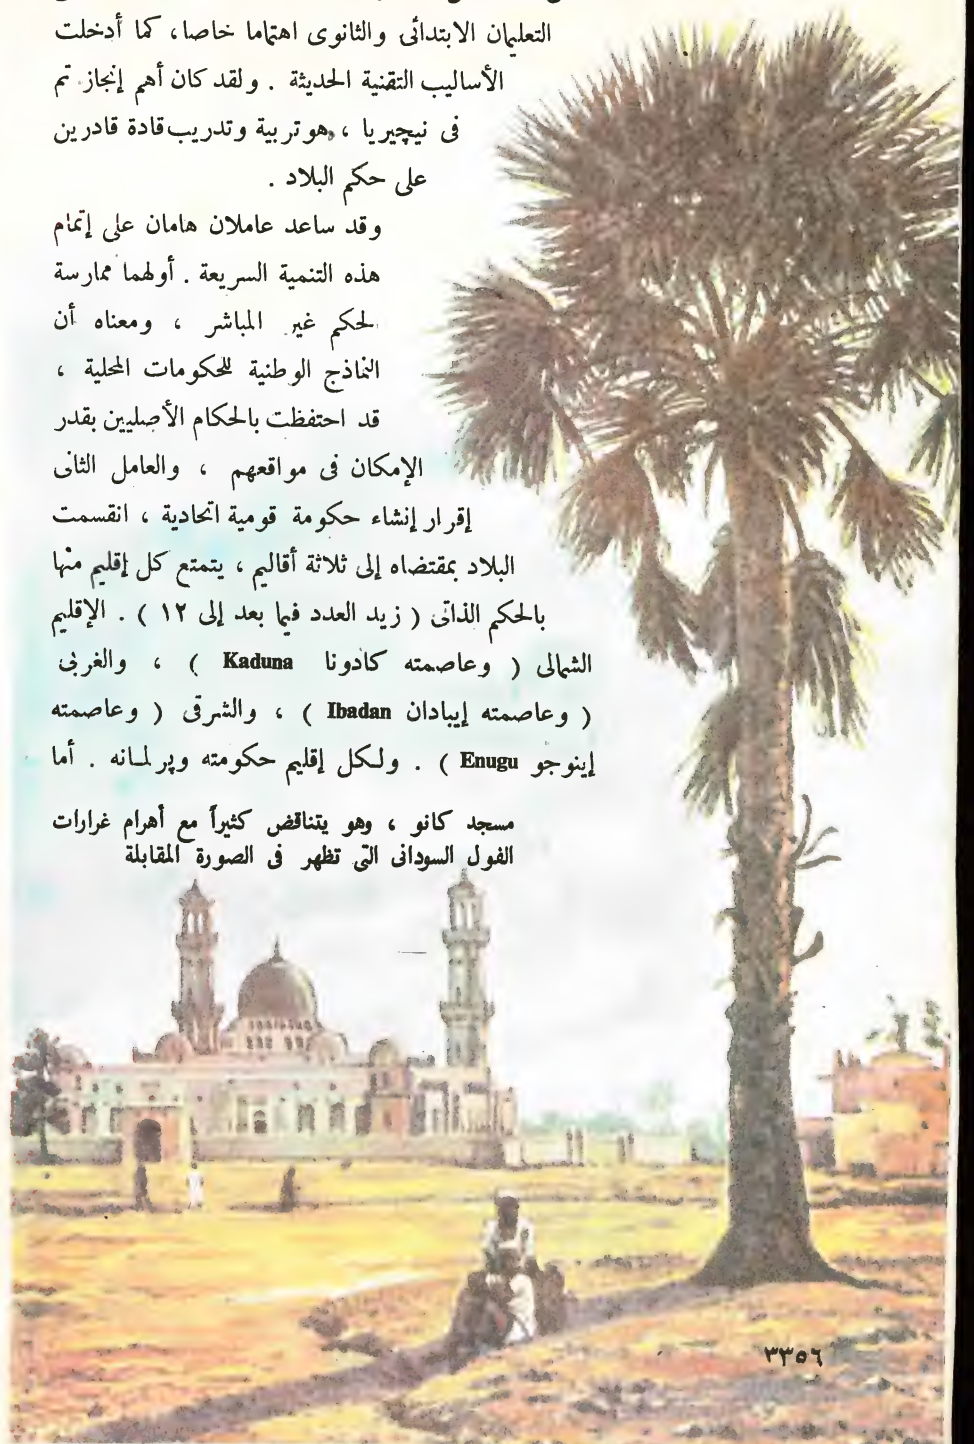 التعليمان الابتدائى والثانوى اهتماما خاصا، كما أدخلت
الأساليب التقنية الحديثة . ولقد كان أهم إنجاز تم
فى نيچيريا ، هو تربية وتدريب قادة قادرين
على حكم البلاد .
وقد ساعد عاملان هامان على إتمام
هذه التنمية السريعة . أولهما ممارسة
الحكم غير المباشر ، ومعناه أن
النماذج الوطنية للحكومات المحلية ،
قد احتفظت بالحكام الأصليين بقدر
الإمكان فى مواقعهم ، والعامل الثانى
إقرار إنشاء حكومة قومية اتحادية ، انقسمت
البلاد بمقتضاه إلى ثلاثة أقاليم ، يتمتع كل إقليم منها
بالحكم الذاتى ( زيد العدد فيما بعد إلى ١٢ ) . الإقليم
الشمالى ( وعاصمته كادونا Kaduna ) ، والغربى
( وعاصمته إيبادان Ibadan ) ، والشرقى ( وعاصمته
إينوجو Enugu ) . ولكل إقليم حكومته وپرلمانه . أما
مسجد كانو ، وهو يتناقض كثيراً مع أهرام غرارات
الفول السودانى التى تظهر فى الصورة المقابلة
٣٣٥٦